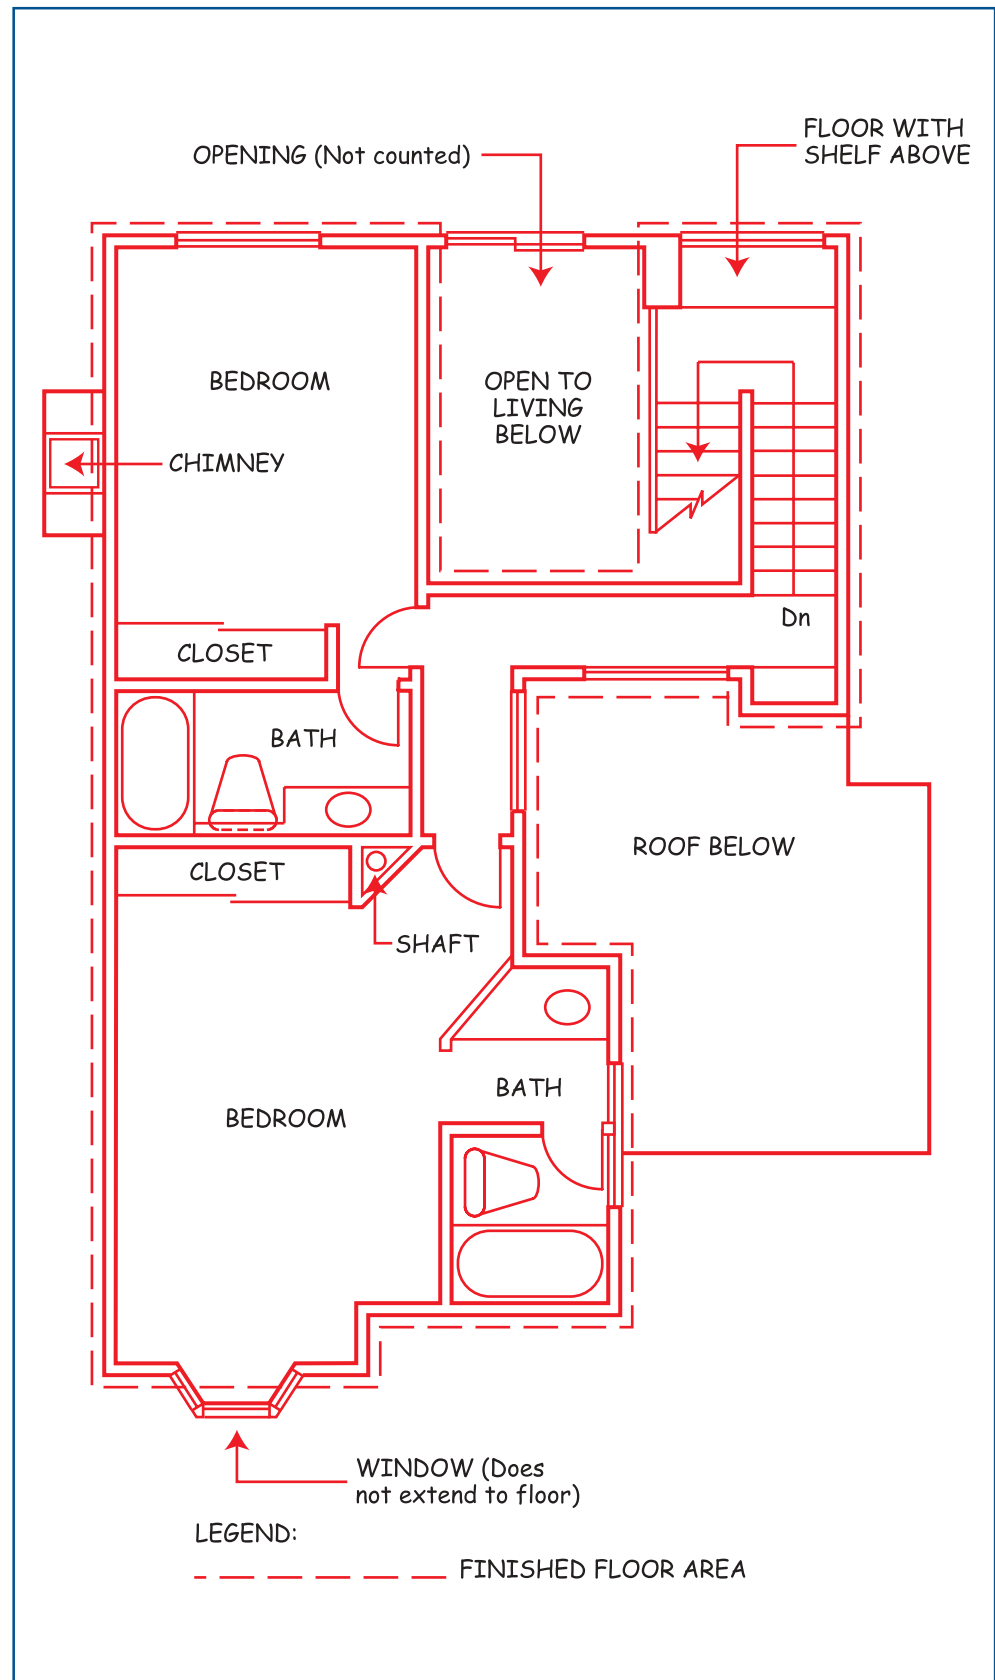 FLOOR WITH
SHELF ABOVE
OPENING (Not counted)
BEDROOM
OPEN TO
LIVING
BELOW
CHIMNEY
Dn
CLOSET
BATH
ROOF BELOW
CLOSET
SHAFT
BATH
BEDROOM
WINDOW (Does
not extend to floor)
LEGEND:
FINISHED FLOOR AREA